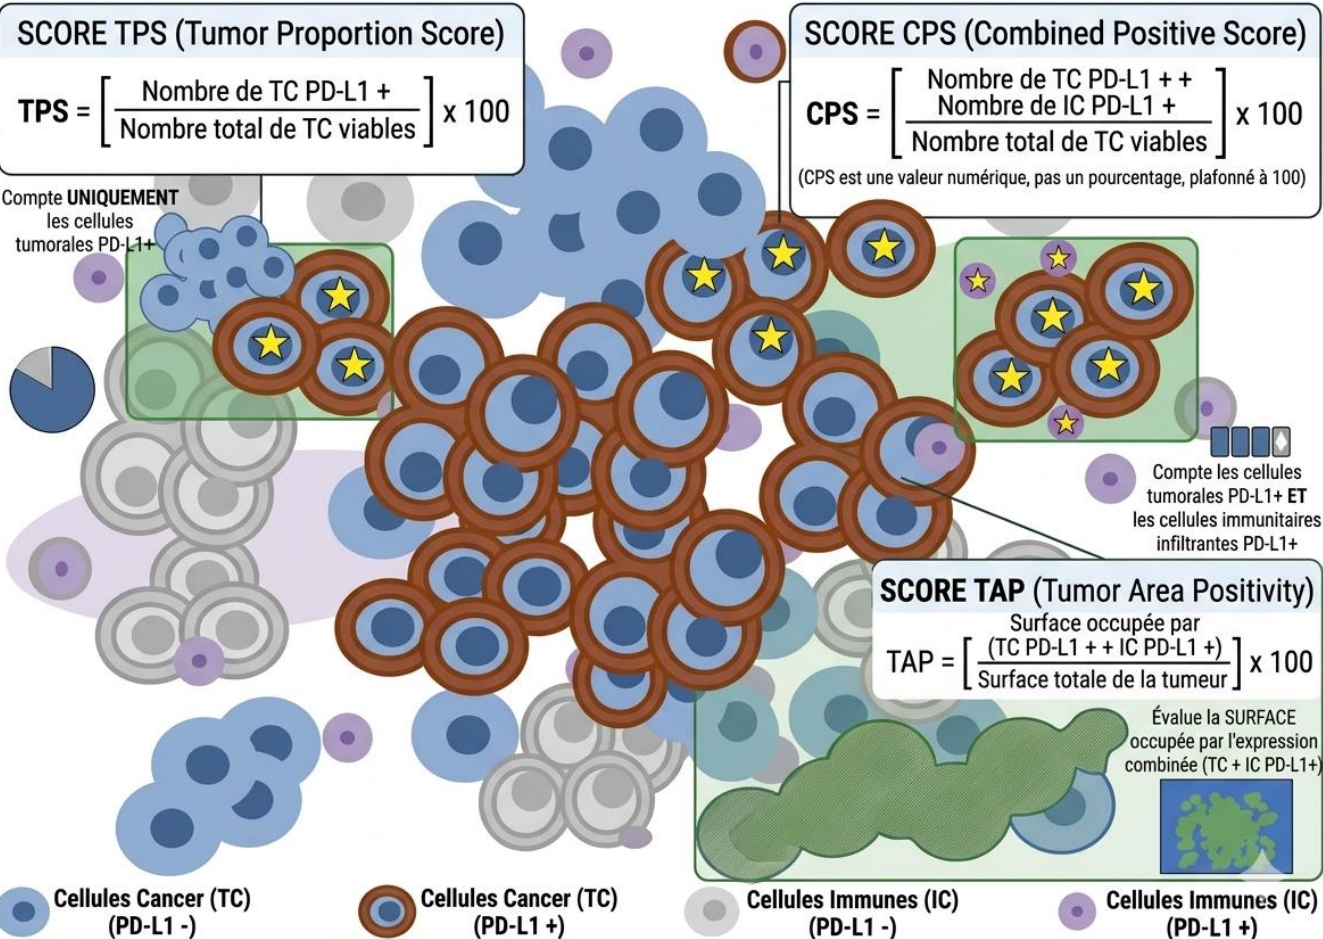 SCORE TPS (Tumor Proportion Score)
TPS = [ Nombre de TC PD-L1 +
Nombre total de TC viables ] x 100
Compte UNIQUEMENT
les cellules
tumorales PD-L1+
SCORE CPS (Combined Positive Score)
CPS = [ Nombre de TC PD-L1 + +
Nombre de IC PD-L1 +
Nombre total de TC viables ] x 100
(CPS est une valeur numérique, pas un pourcentage, plafonné à 100)
Compte les cellules
tumorales PD-L1+ ET
les cellules immunitaires
infiltrantes PD-L1+
SCORE TAP (Tumor Area Positivity)
Surface occupée par
TAP = [ (TC PD-L1 + + IC PD-L1 +)
Surface totale de la tumeur ] x 100
Évalue la SURFACE
occupée par l'expression
combinée (TC + IC PD-L1+)
Cellules Cancer (TC)
(PD-L1 -)
Cellules Cancer (TC)
(PD-L1 +)
Cellules Immunes (IC)
(PD-L1 -)
Cellules Immunes (IC)
(PD-L1 +)